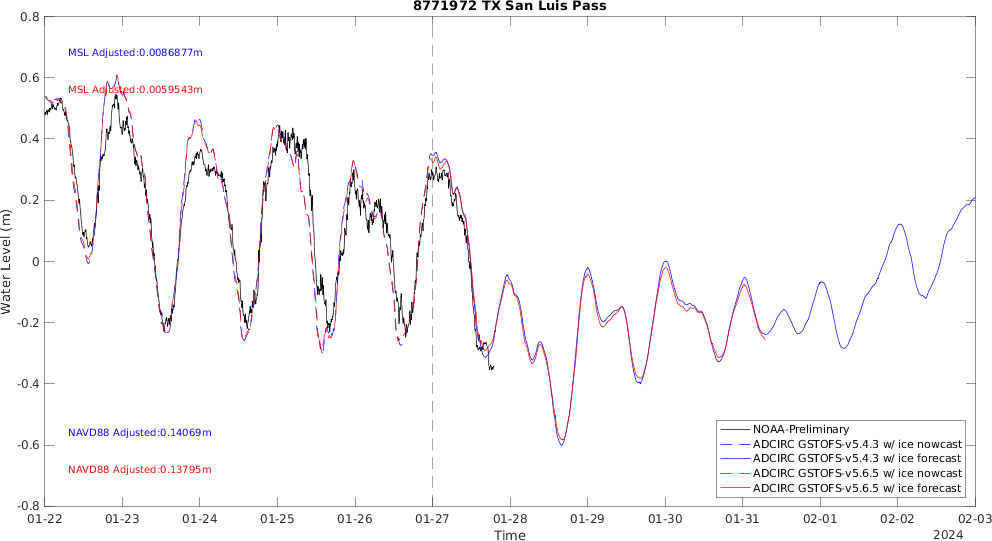 8771972 TX San Luis Pass
0.8
0.6
0.4
0.2
0
-0.2
-0.4
-0.6
-0.8
Water Level (m)
MSL Adjusted:0.0086877m
MSL Adjusted:0.0059543m
NAVD88 Adjusted:0.14069m
NAVD88 Adjusted:0.13795m
NOAA-Preliminary
ADCIRC GSTOFS-v5.4.3 w/ ice nowcast
ADCIRC GSTOFS-v5.4.3 w/ ice forecast
ADCIRC GSTOFS-v5.6.5 w/ ice nowcast
ADCIRC GSTOFS-v5.6.5 w/ ice forecast
01-22 01-23 01-24 01-25 01-26 01-27 01-28 01-29 01-30 01-31 02-01 02-02 02-03
Time
2024